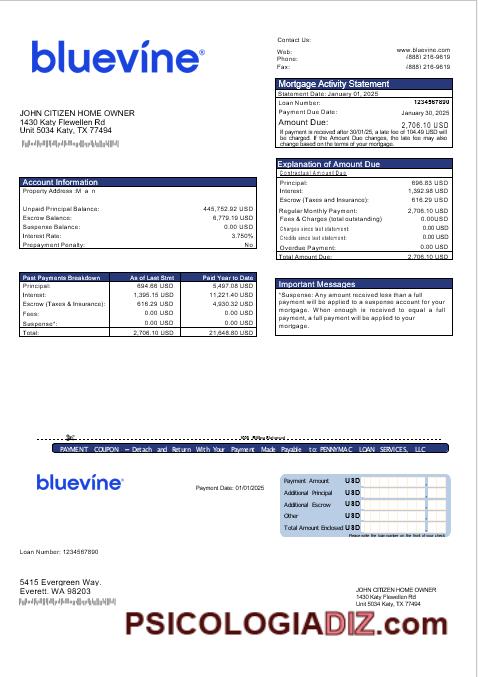 bluevine®
Contact Us:
Web: www.bluevine.com
Phone: (888) 216-9619
Fax: (888) 216-9619
Mortgage Activity Statement
Statement Date: January 01, 2025
Loan Number: 1234567890
Payment Due Date: January 30, 2025
Amount Due: 2,706.10 USD
If payment is received after 30/01/25, a late fee of 104.49 USD will
be charged. If the Amount Due changes, the late fee may also
change based on the terms of your mortgage.
JOHN CITIZEN HOME OWNER
1430 Katy Flewellen Rd
Unit 5034 Katy, TX 77494
Explanation of Amount Due
Contractual Amount Due
Principal: 696.83 USD
Interest: 1,392.98 USD
Escrow (Taxes and Insurance): 616.29 USD
Regular Monthly Payment: 2,706.10 USD
Fees & Charges (total outstanding) 0.00USD
Charges since last statement: 0.00 USD
Credits since last statement: 0.00 USD
Overdue Payment: 0.00 USD
Total Amount Due: 2,706.10 USD
Account Information
Property Address :M a n
Unpaid Principal Balance: 445,752.92 USD
Escrow Balance: 6,779.19 USD
Suspense Balance: 0.00 USD
Interest Rate: 3.750%
Prepayment Penalty: No
Past Payments Breakdown As of Last Stmt Paid Year to Date
Principal: 694.66 USD 5,497.08 USD
Interest: 1,395.15 USD 11,221.40 USD
Escrow (Taxes & Insurance): 616.29 USD 4,930.32 USD
Fees: 0.00 USD 0.00 USD
Suspense*: 0.00 USD 0.00 USD
Total: 2,706.10 USD 21,648.80 USD
Important Messages
*Suspense: Any amount received less than a full
payment will be applied to a suspense account for your
mortgage. When enough is received to equal a full
payment, a full payment will be applied to your
mortgage.
PAYMENT COUPON – Detach and Return With Your Payment Made Payable to: PENNYMAC LOAN SERVICES, LLC
bluevine®
Payment Date: 01/01/2025
Payment Amount USD
Additional Principal USD
Additional Escrow USD
Other USD
Total Amount Enclosed USD
Please write the loan number on the front of your check
Loan Number: 1234567890
5415 Evergreen Way.
Everett. WA 98203
JOHN CITIZEN HOME OWNER
1430 Katy Flewellen Rd
Unit 5034 Katy, TX 77494
PSICOLOGIADIZ.com